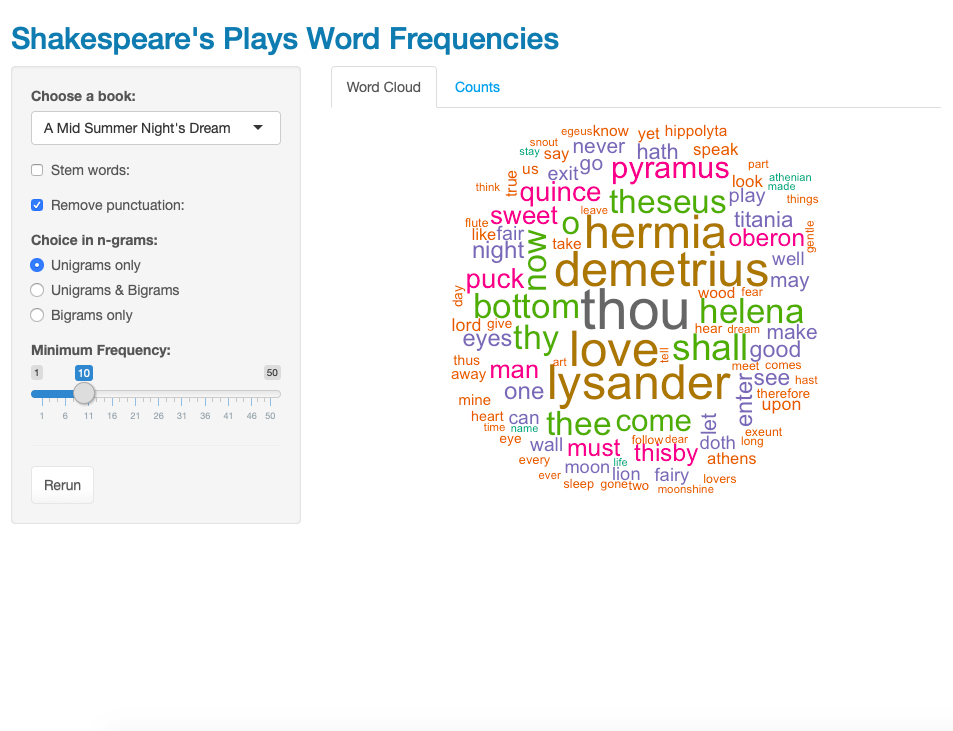 Shakespeare's Plays Word Frequencies
Choose a book:
A Mid Summer Night's Dream
Stem words:
Remove punctuation:
Choice in n-grams:
Unigrams only
Unigrams & Bigrams
Bigrams only
Minimum Frequency:
1 10 50
1 6 11 16 21 26 31 36 41 46 50
Rerun
Word Cloud Counts
egeus know yet hippolyta
snout never hath speak
stay say go pyramus part
us exit look athenian
made
think true quince theseus play things
leave
flute sweet o hermia titania
like fair take oberon gentle
night now demetrius well
puck may
day wood fear
bottom thou helena
lord give hear dream make
eyes thy love tell shall good
thus art meet comes
away man lysander see hast
one enter therefore
mine upon
heart can thee come let
time name exeunt
eye wall must follow dear doth long
thisby
every moon life athens
ever lion fairy
sleep gone two lovers
moonshine